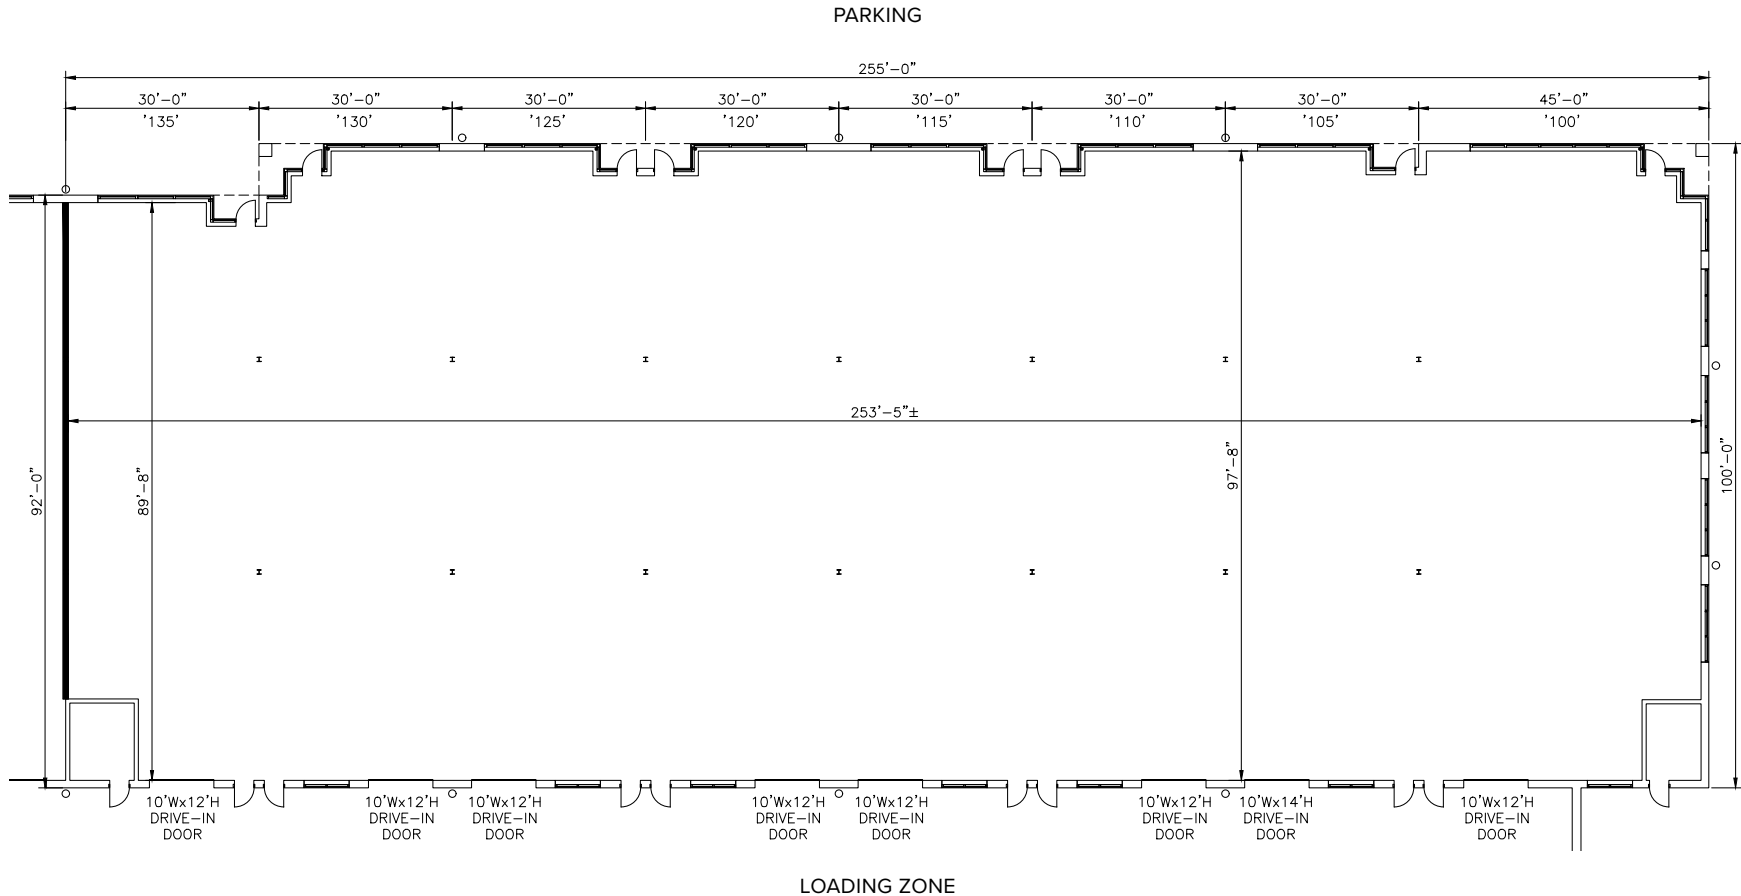 PARKING
255'-0"
30'-0" 30'-0" 30'-0" 30'-0" 30'-0" 30'-0" 30'-0" 45'-0"
'135' '130' '125' '120' '115' '110' '105' '100'
253'-5"±
92'-0"
89'-8"
97'-8"
100'-0"
10'Wx12'H
DRIVE-IN
DOOR
10'Wx12'H
DRIVE-IN
DOOR
10'Wx12'H
DRIVE-IN
DOOR
10'Wx12'H
DRIVE-IN
DOOR
10'Wx12'H
DRIVE-IN
DOOR
10'Wx12'H
DRIVE-IN
DOOR
10'Wx14'H
DRIVE-IN
DOOR
10'Wx12'H
DRIVE-IN
DOOR
LOADING ZONE